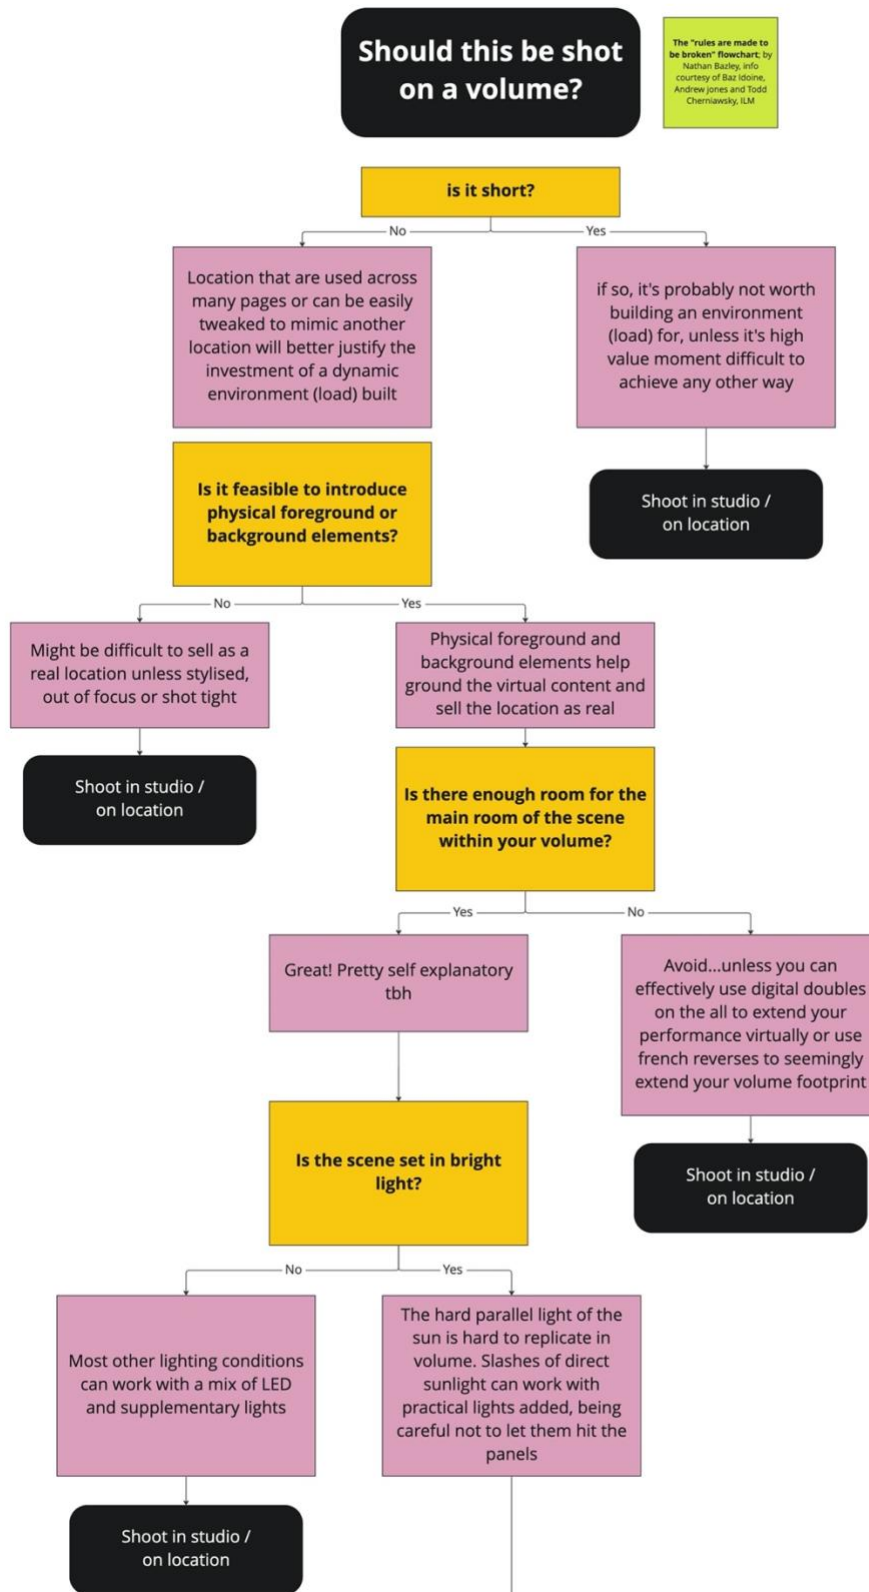 Should this be shot
on a volume?
The "rules are made to
be broken" flowchart; by
Nathan Bazley, info
courtesy of Baz Idoine,
Andrew jones and Todd
Cherniawsky, ILM
is it short?
No
Yes
Location that are used across
many pages or can be easily
tweaked to mimic another
location will better justify the
investment of a dynamic
environment (load) built
if so, it's probably not worth
building an environment
(load) for, unless it's high
value moment difficult to
achieve any other way
Is it feasible to introduce
physical foreground or
background elements?
Shoot in studio /
on location
No
Yes
Might be difficult to sell as a
real location unless stylised,
out of focus or shot tight
Physical foreground and
background elements help
ground the virtual content and
sell the location as real
Shoot in studio /
on location
Is there enough room for the
main room of the scene
within your volume?
Yes
No
Great! Pretty self explanatory
tbh
Avoid...unless you can
effectively use digital doubles
on the all to extend your
performance virtually or use
french reverses to seemingly
extend your volume footprint
Is the scene set in bright
light?
Shoot in studio /
on location
No
Yes
Most other lighting conditions
can work with a mix of LED
and supplementary lights
The hard parallel light of the
sun is hard to replicate in
volume. Slashes of direct
sunlight can work with
practical lights added, being
careful not to let them hit the
panels
Shoot in studio /
on location